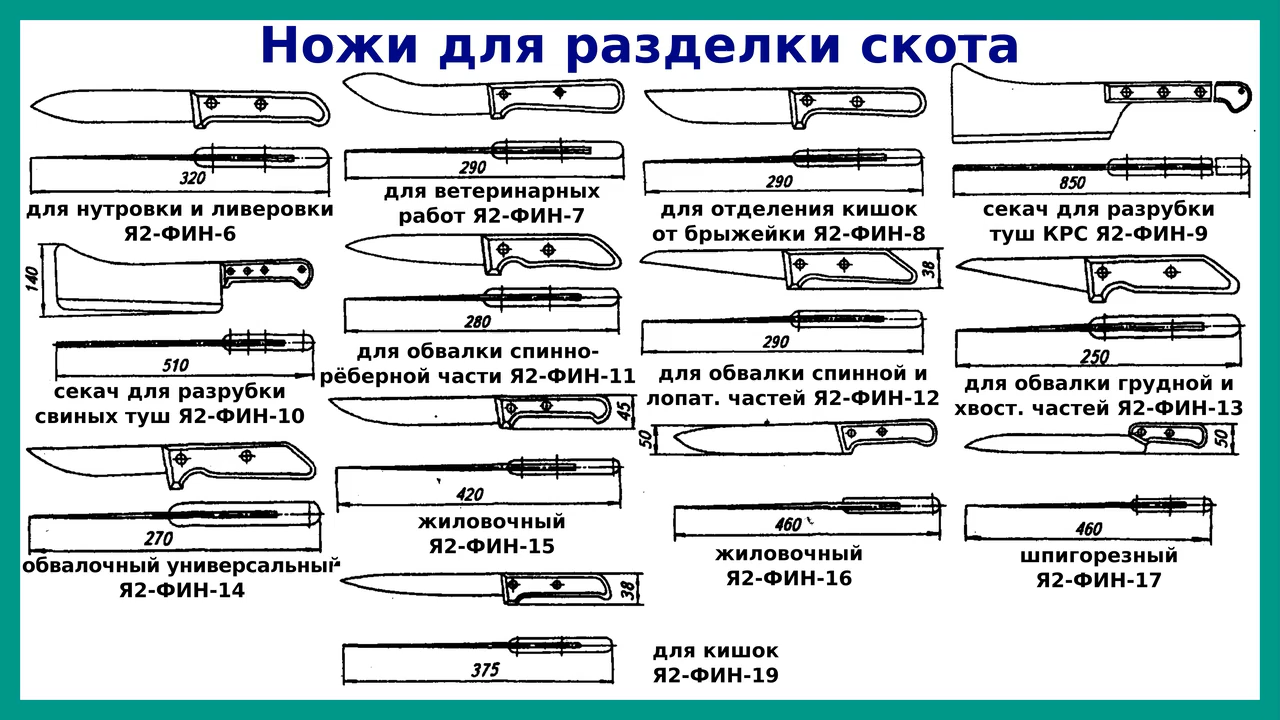 Ножи для разделки скота
320
для нутровки и ливеровки
Я2-ФИН-6
290
для ветеринарных
работ Я2-ФИН-7
290
для отделения кишок
от брыжейки Я2-ФИН-8
850
секач для разрубки
туш КРС Я2-ФИН-9
140
510
секач для разрубки
свиных туш Я2-ФИН-10
280
для обвалки спинно-
рёберной части Я2-ФИН-11
38
290
для обвалки спинной и
лопат. частей Я2-ФИН-12
250
для обвалки грудной и
хвост. частей Я2-ФИН-13
270
обвалочный универсальный
Я2-ФИН-14
45
420
жиловочный
Я2-ФИН-15
50
460
жиловочный
Я2-ФИН-16
50
460
шпигорезный
Я2-ФИН-17
38
375
для кишок
Я2-ФИН-19